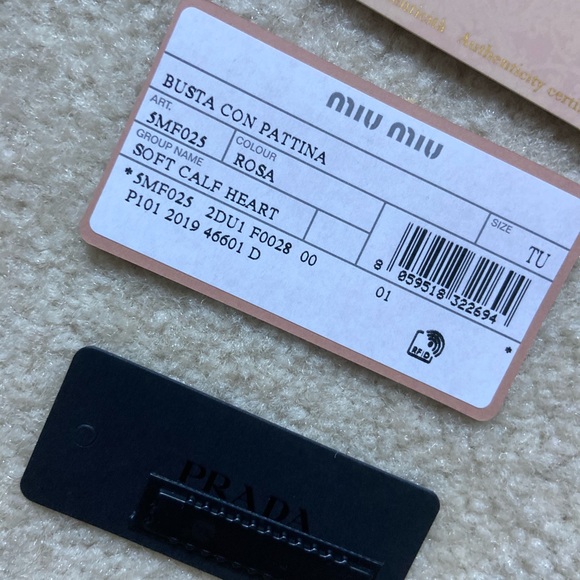 Authenticity certi
miu miu
BUSTA CON PATTINA
ART.
5MF025
COLOUR
ROSA
SIZE
TU
GROUP NAME
SOFT CALF HEART
*5MF025 2DU1 F0028 00
P101 2019 46601 D
01
8 059518 322694
*
RFID
PRADA